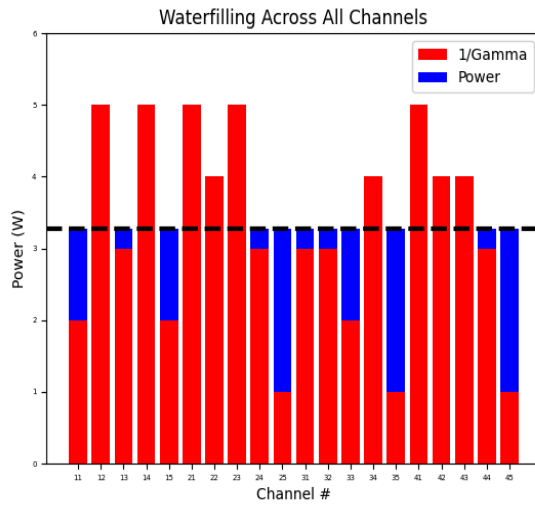 Waterfilling Across All Channels
6
1/Gamma
Power
5
4
3
2
1
0
Power (W)
11 12 13 14 15 21 22 23 24 25 31 32 33 34 35 41 42 43 44 45
Channel #